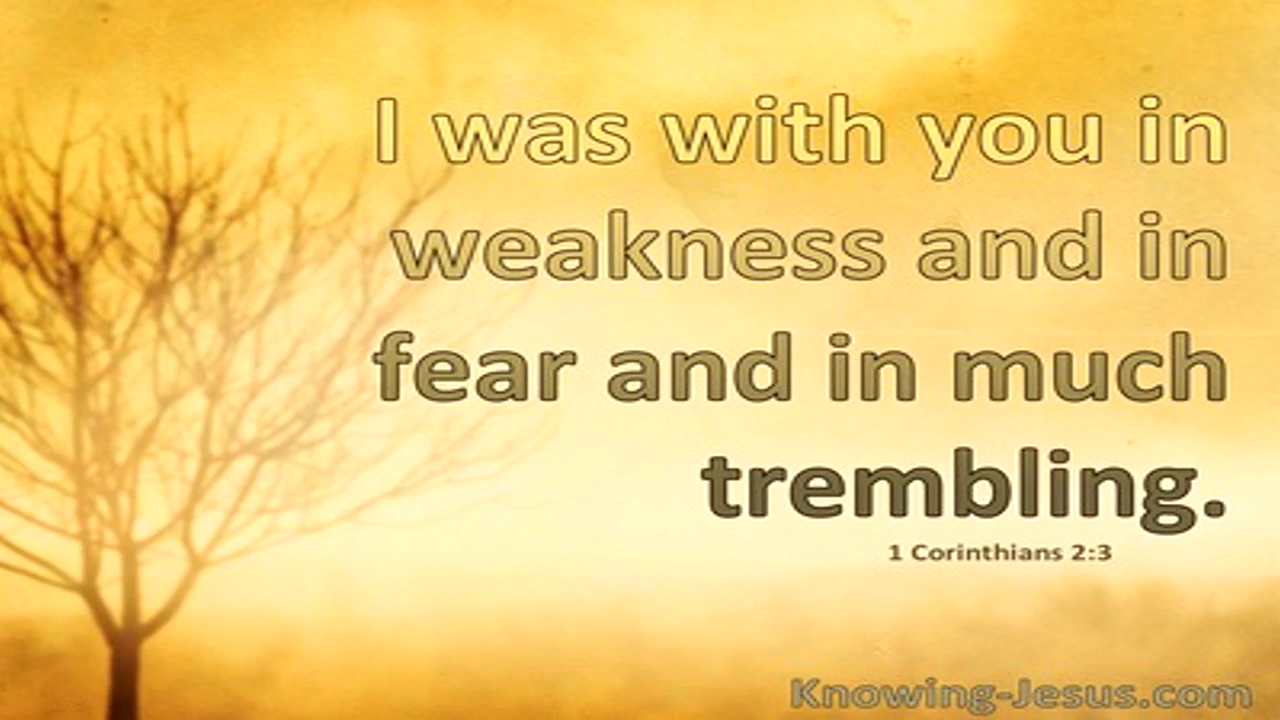 I was with you in
weakness and in
fear and in much
trembling.
1 Corinthians 2:3
Knowing-Jesus.com